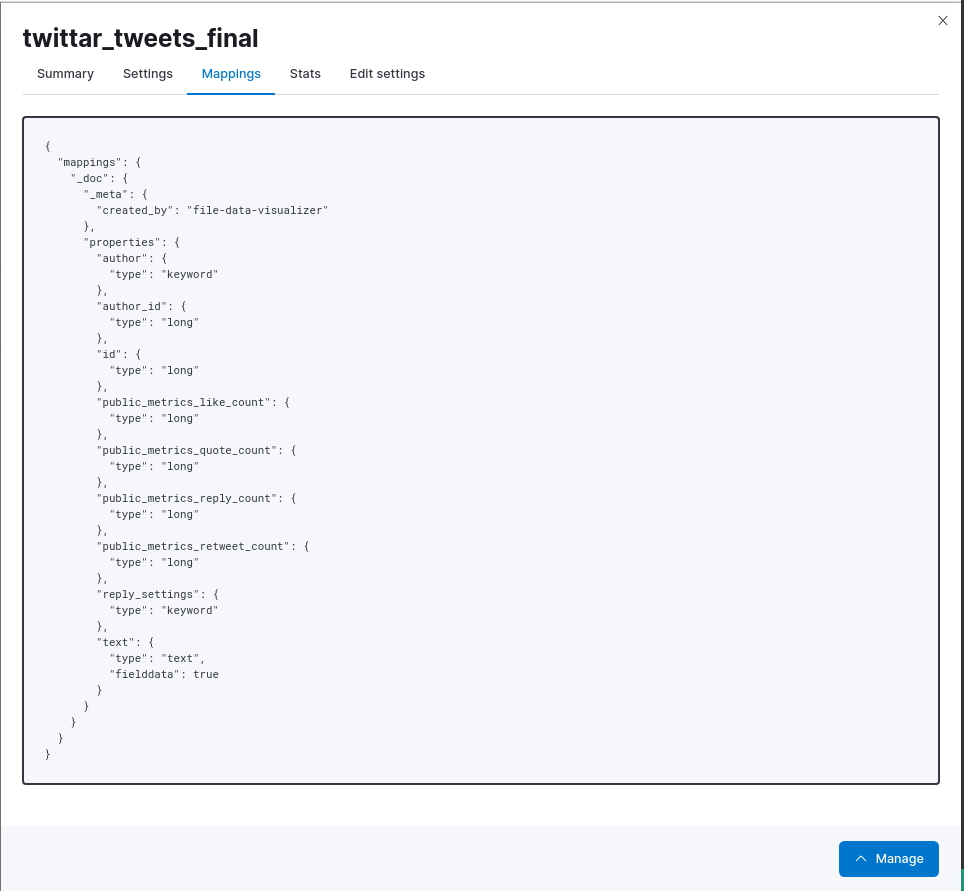 twittar_tweets_final
Summary Settings Mappings Stats Edit settings
{
  "mappings": {
    "_doc": {
      "_meta": {
        "created_by": "file-data-visualizer"
      },
      "properties": {
        "author": {
          "type": "keyword"
        },
        "author_id": {
          "type": "long"
        },
        "id": {
          "type": "long"
        },
        "public_metrics_like_count": {
          "type": "long"
        },
        "public_metrics_quote_count": {
          "type": "long"
        },
        "public_metrics_reply_count": {
          "type": "long"
        },
        "public_metrics_retweet_count": {
          "type": "long"
        },
        "reply_settings": {
          "type": "keyword"
        },
        "text": {
          "type": "text",
          "fielddata": true
        }
      }
    }
  }
}
Manage